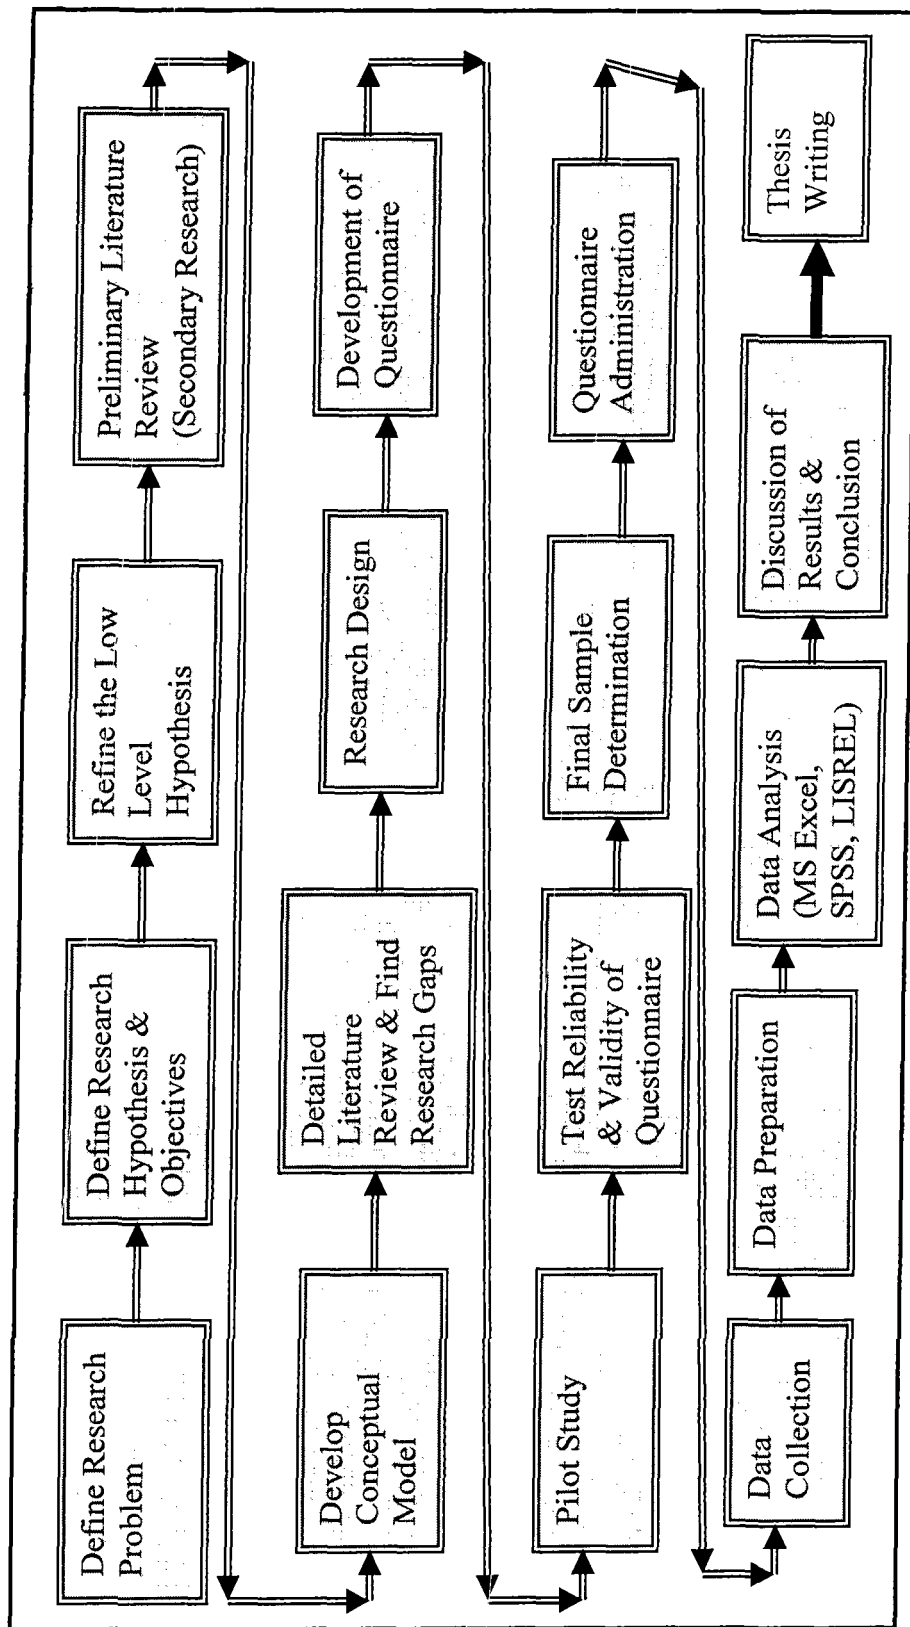 Define Research
Problem
Define Research
Hypothesis &
Objectives
Refine the Low
Level
Hypothesis
Preliminary Literature
Review
(Secondary Research)
Develop
Conceptual
Model
Detailed
Literature
Review & Find
Research Gaps
Research Design
Development of
Questionnaire
Pilot Study
Test Reliability
& Validity of
Questionnaire
Final Sample
Determination
Questionnaire
Administration
Data
Collection
Data Preparation
Data Analysis
(MS Excel,
SPSS, LISREL)
Discussion of
Results &
Conclusion
Thesis
Writing